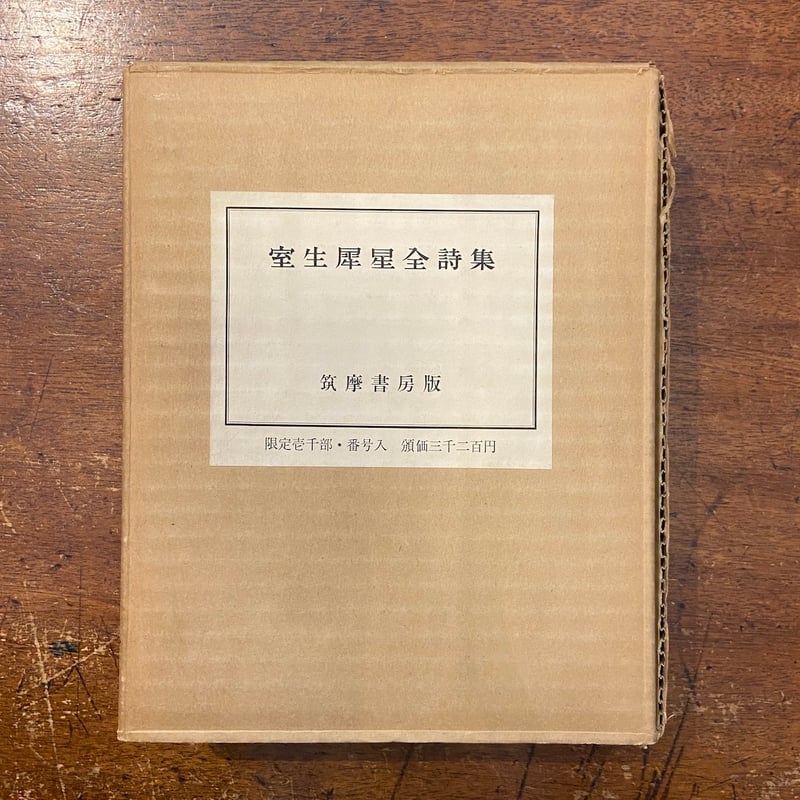 室生犀星全詩集
筑摩書房版
限定壱千部・番号入　頒価三千二百円